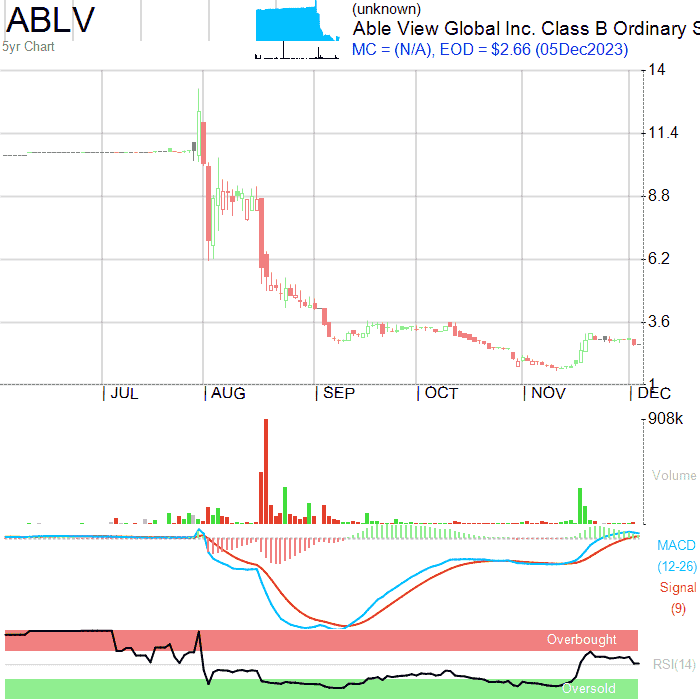 ABLV
5yr Chart
(unknown)
Able View Global Inc. Class B Ordinary S
MC = (N/A), EOD = $2.66 (05Dec2023)
14
11.4
8.8
6.2
3.6
1
JUL AUG SEP OCT NOV DEC
908k
Volume
MACD
(12-26)
Signal
(9)
Overbought
RSI(14)
Oversold